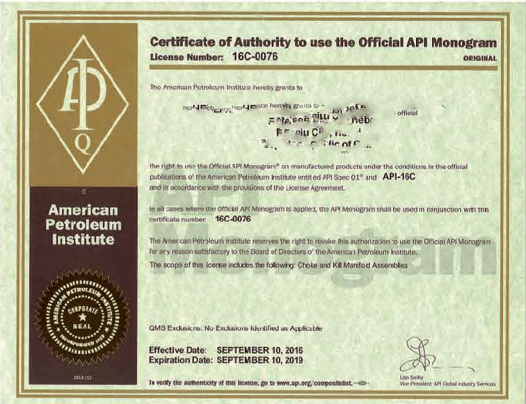 Certificate of Authority to use the Official API Monogram
License Number: 16C-0076
ORIGINAL
The American Petroleum Institute hereby grants to
official
the right to use the Official API Monogram® on manufactured products under the conditions in the official
publications of the American Petroleum Institute entitled API Spec Q1® and API-16C
and in accordance with the provisions of the License Agreement.
In all cases where the Official API Monogram is applied, the API Monogram shall be used in conjunction with this
certificate number: 16C-0076
The American Petroleum Institute reserves the right to revoke this authorization to use the Official API Monogram
for any reason satisfactory to the Board of Directors of the American Petroleum Institute.
The scope of this license includes the following: Choke and Kill Manifold Assemblies
QMS Exclusions: No Exclusions Identified as Applicable
Effective Date: SEPTEMBER 10, 2016
Expiration Date: SEPTEMBER 10, 2019
To verify the authenticity of this license, go to www.api.org/compositelist.
Vice President API Global Industry Services
API
Q
American
Petroleum
Institute
AMERICAN PETROLEUM INSTITUTE
CORPORATE
SEAL